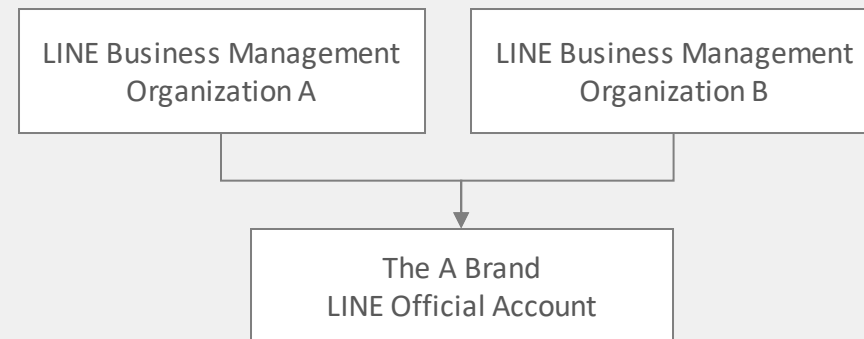 LINE Business Management
Organization A
LINE Business Management
Organization B
The A Brand
LINE Official Account